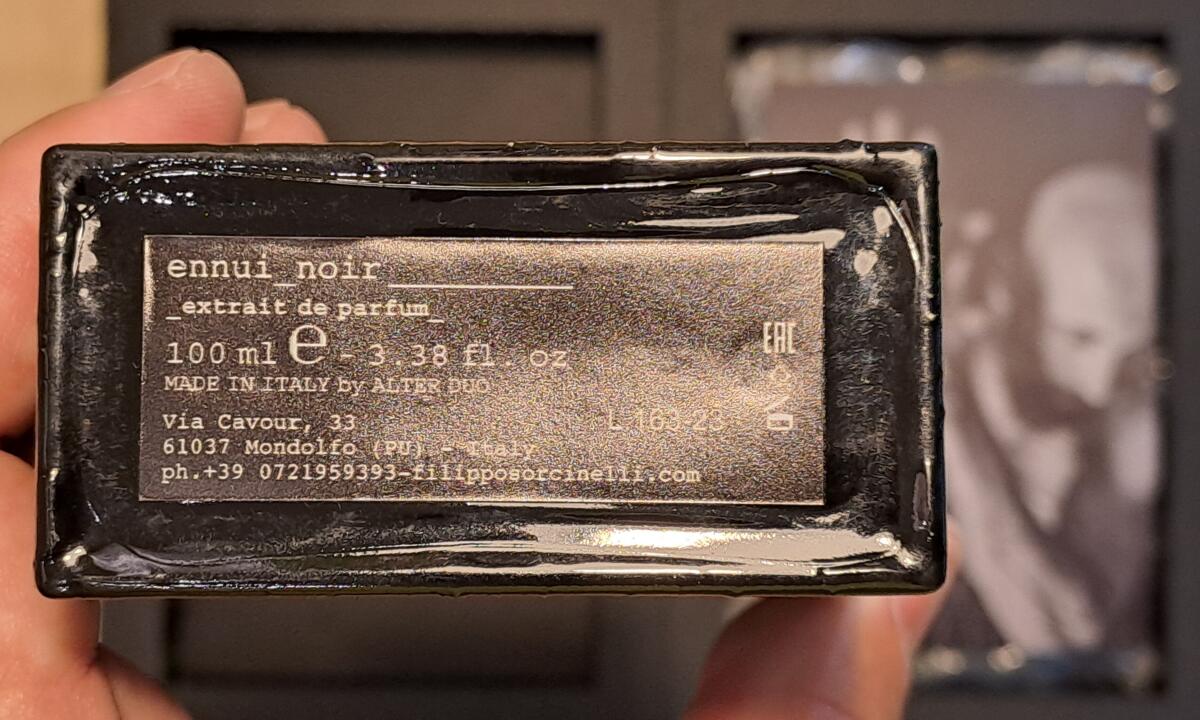 ennui_noir__________
_extrait de parfum_
100 ml e - 3.38 fl. oz
MADE IN ITALY by ALTER DUO
EAC
Via Cavour, 33
L 163-23
61037 Mondolfo (PU) - Italy
ph.+39 0721959393-filipposorcinelli.com